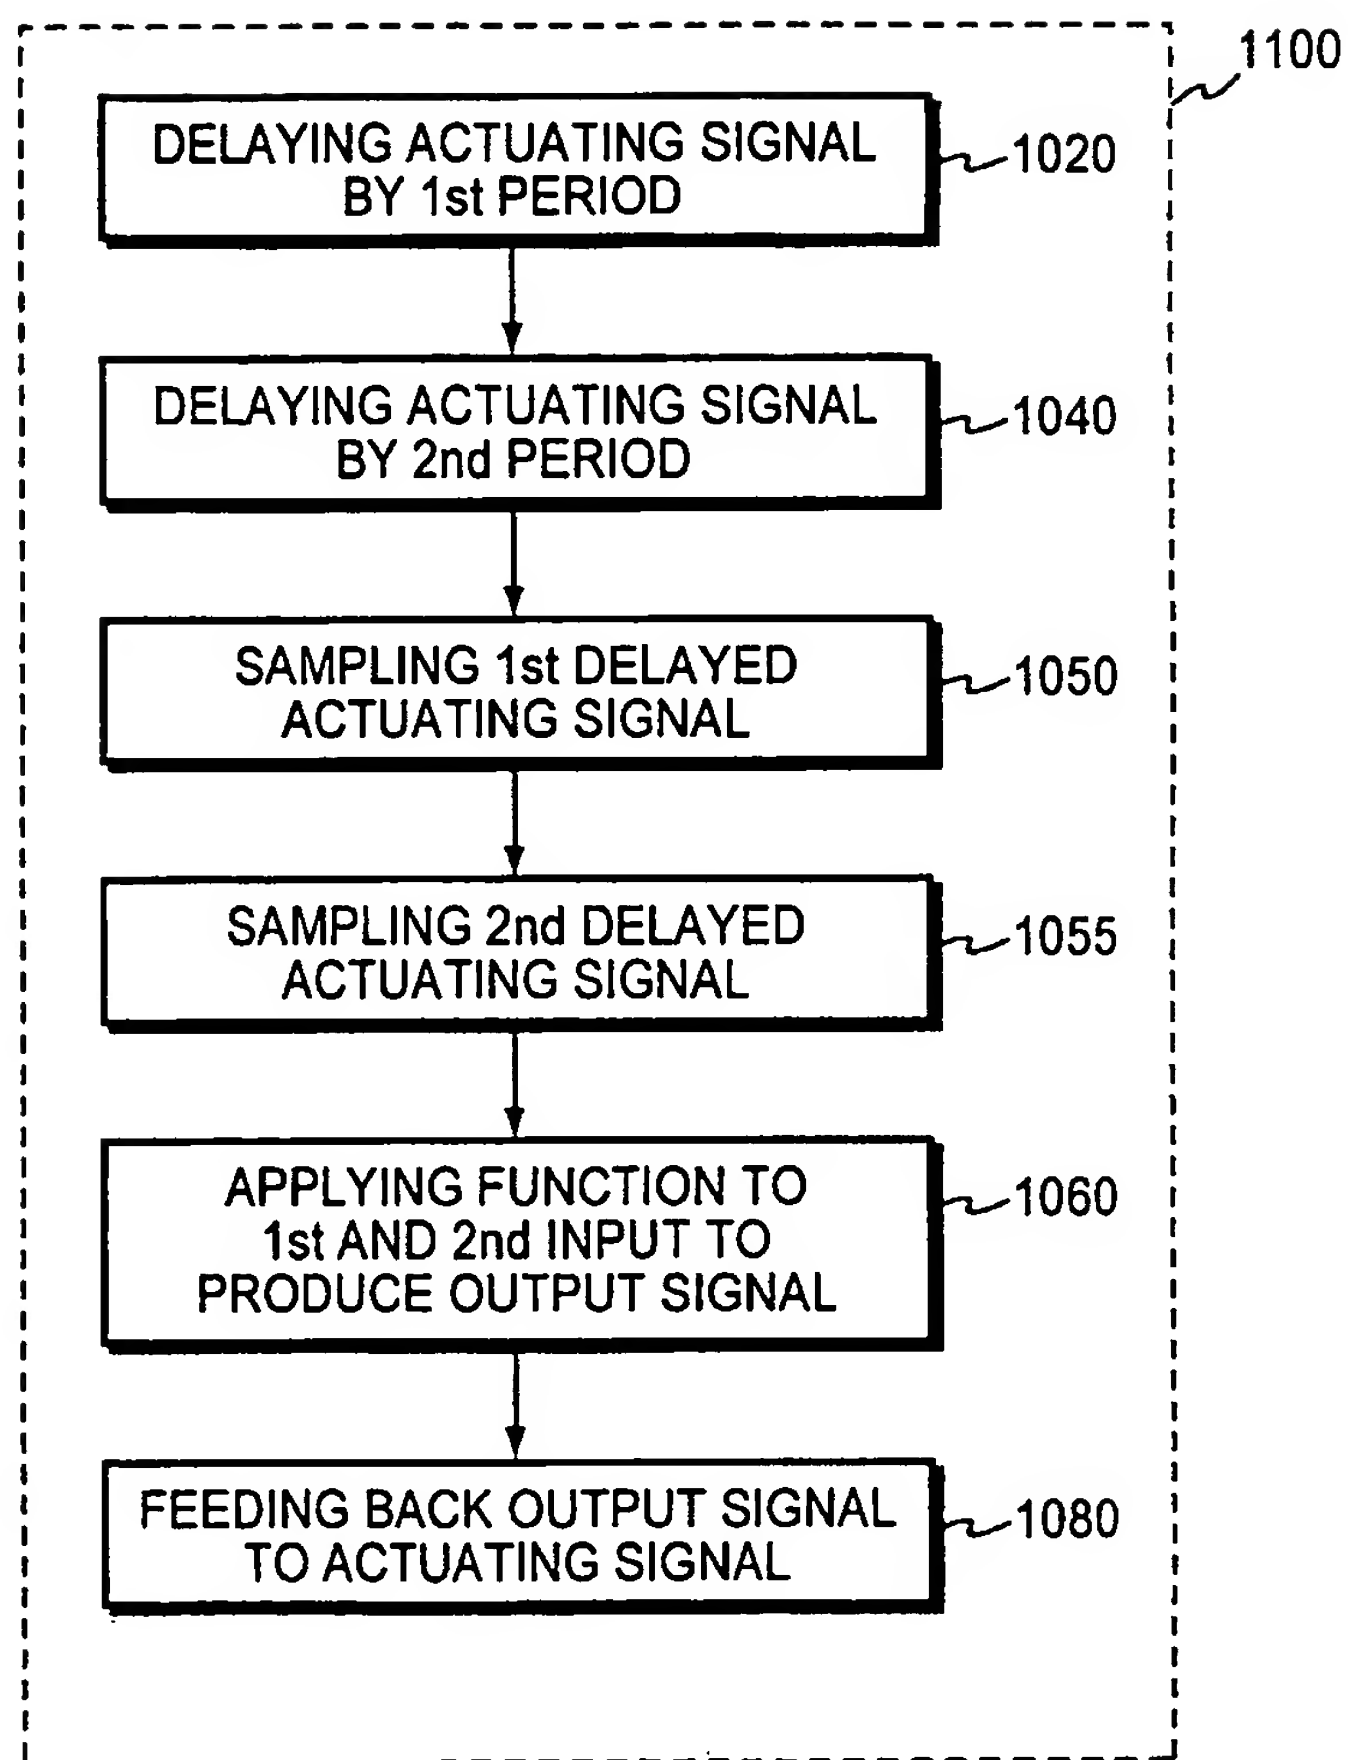 1100
DELAYING ACTUATING SIGNAL
BY 1st PERIOD
1020
DELAYING ACTUATING SIGNAL
BY 2nd PERIOD
1040
SAMPLING 1st DELAYED
ACTUATING SIGNAL
1050
SAMPLING 2nd DELAYED
ACTUATING SIGNAL
1055
APPLYING FUNCTION TO
1st AND 2nd INPUT TO
PRODUCE OUTPUT SIGNAL
1060
FEEDING BACK OUTPUT SIGNAL
TO ACTUATING SIGNAL
1080